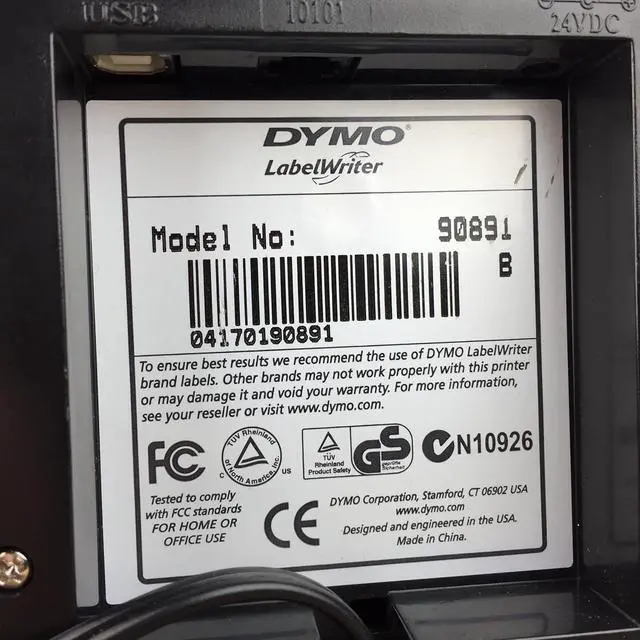 USB 10101 24VDC
DYMO®
LabelWriter
Model No: 90891
B
04170190891
To ensure best results we recommend the use of DYMO LabelWriter
brand labels. Other brands may not work properly with this printer
or may damage it and void your warranty. For more information,
see your reseller or visit www.dymo.com.
FC
TÜV Rheinland
of North America, Inc.
C US
TÜV
Rheinland
Product Safety
GS
geprüfte
Sicherheit
N10926
Tested to comply
with FCC standards
FOR HOME OR
OFFICE USE
CE
DYMO Corporation, Stamford, CT 06902 USA
www.dymo.com
Designed and engineered in the USA.
Made in China.